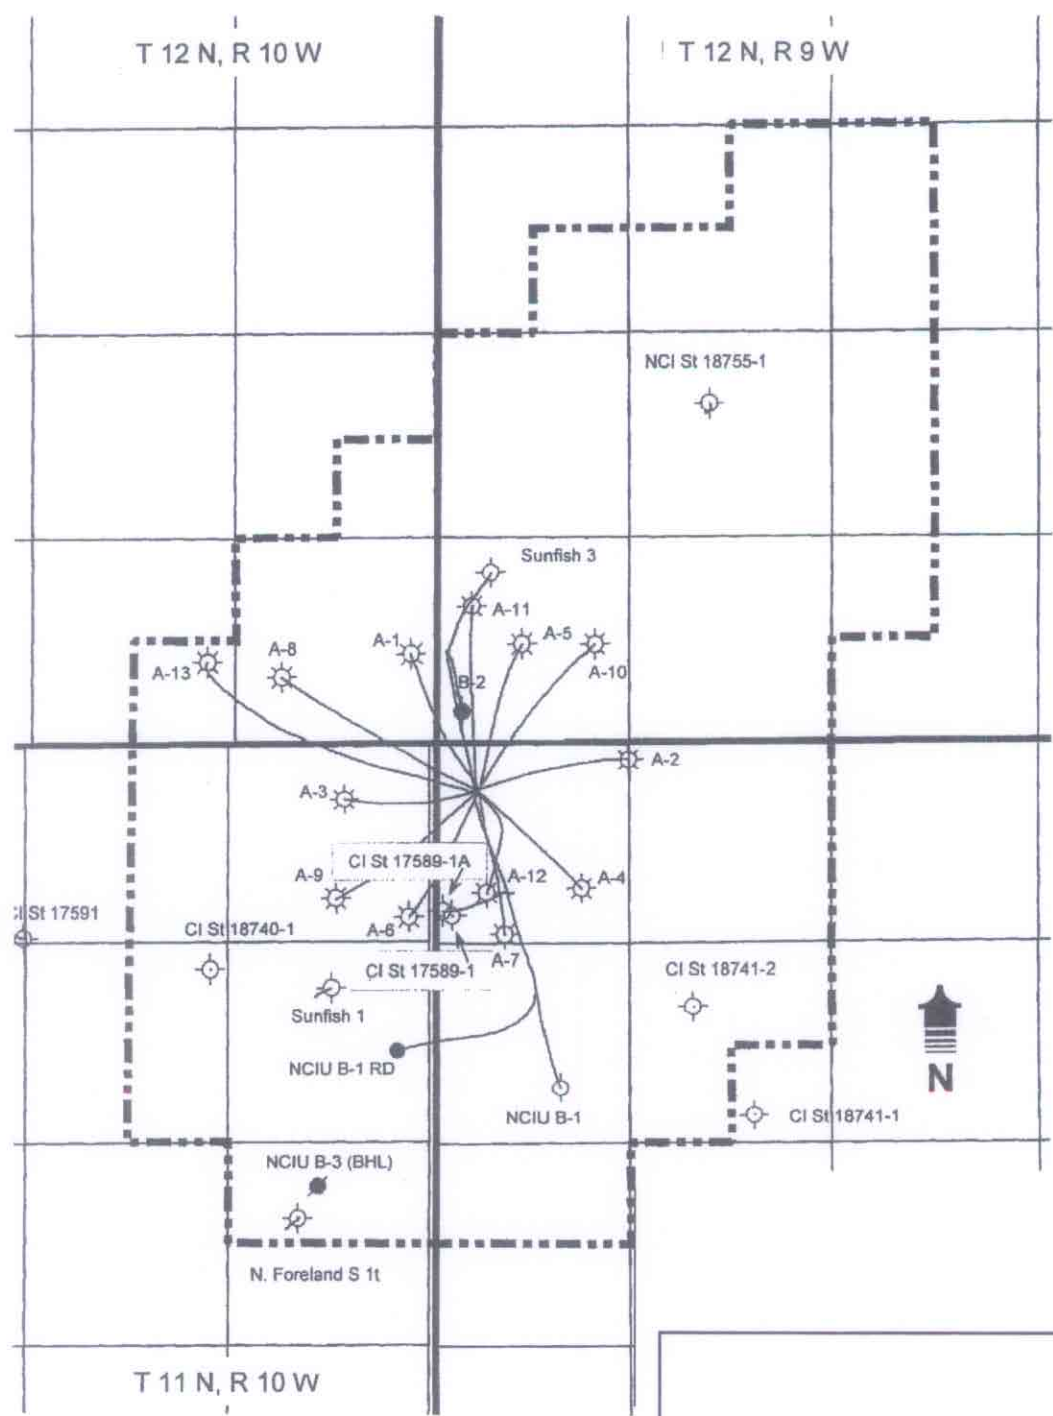 T 12 N, R 10 W
T 12 N, R 9 W
NCI St 18755-1
Sunfish 3
A-11
A-1
A-5
A-8
A-13
A-10
B-2
A-2
A-3
CI St 17589-1A
A-9
A-12
A-4
CI St 17591
CI St 18740-1
A-6
A-7
CI St 17589-1
CI St 18741-2
Sunfish 1
NCIU B-1 RD
N
NCIU B-1
CI St 18741-1
NCIU B-3 (BHL)
N. Foreland S 1t
T 11 N, R 10 W